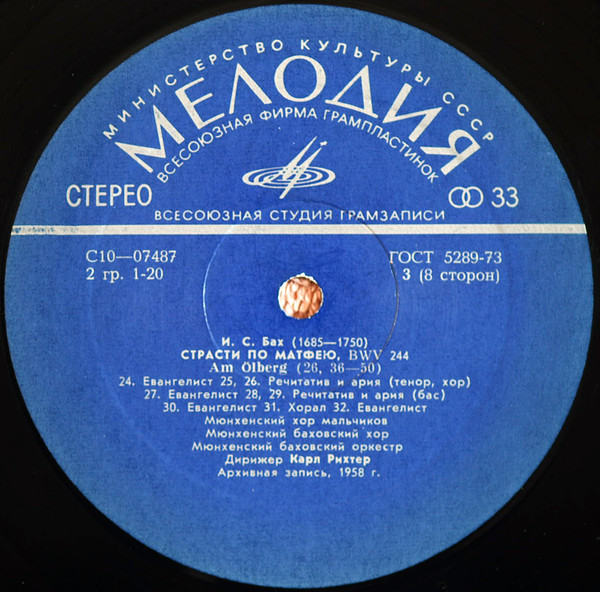 МИНИСТЕРСТВО КУЛЬТУРЫ СССР
МЕЛОДИЯ
ВСЕСОЮЗНАЯ ФИРМА ГРАМПЛАСТИНОК
СТЕРЕО
33
ВСЕСОЮЗНАЯ СТУДИЯ ГРАМЗАПИСИ
С10—07487
ГОСТ 5289-73
2 гр. 1-20
3 (8 сторон)
И. С. Бах (1685—1750)
СТРАСТИ ПО МАТФЕЮ, BWV 244
Am Ölberg (26, 36—50)
24. Евангелист 25, 26. Речитатив и ария (тенор, хор)
27. Евангелист 28, 29. Речитатив и ария (бас)
30. Евангелист 31. Хорал 32. Евангелист
Мюнхенский хор мальчиков
Мюнхенский баховский хор
Мюнхенский баховский оркестр
Дирижер Карл Рихтер
Архивная запись, 1958 г.